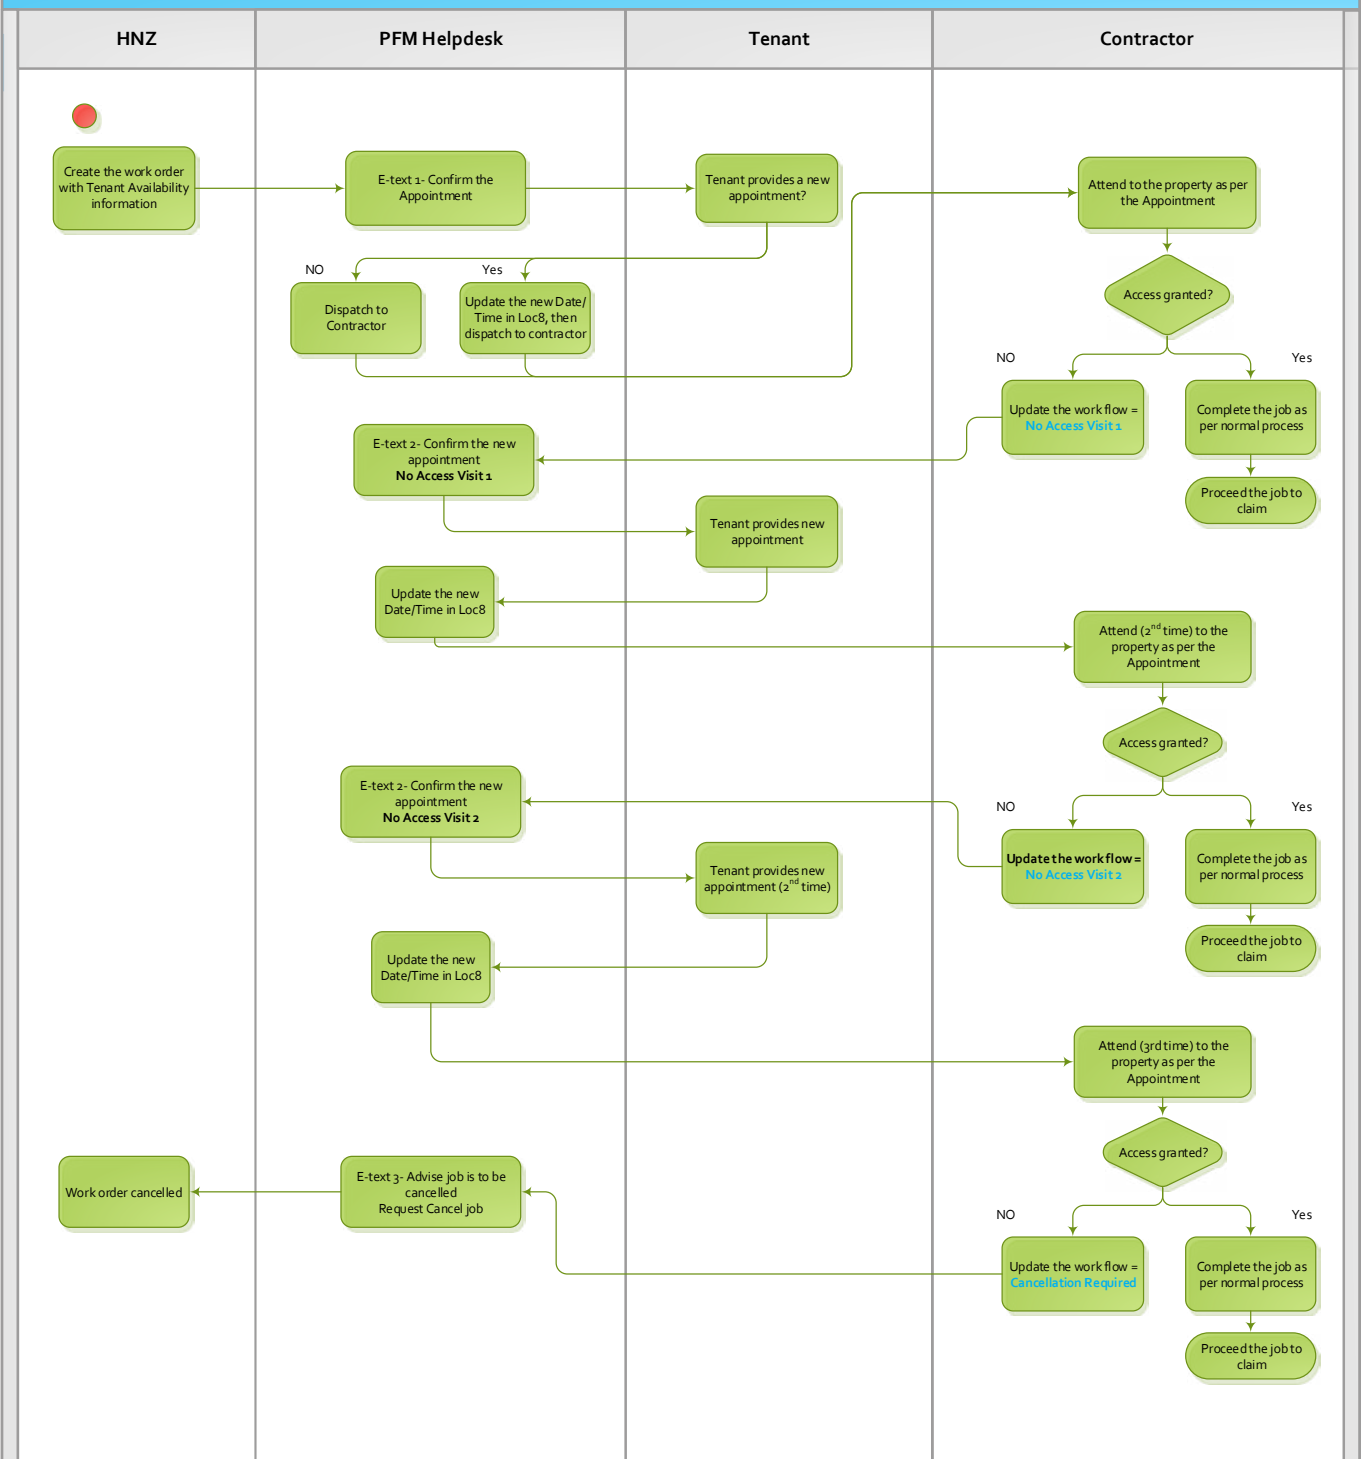 HNZ
PFM Helpdesk
Tenant
Contractor
Create the work order
with Tenant Availability
information
E-text 1- Confirm the
Appointment
Tenant provides a new
appointment?
Attend to the property as per
the Appointment
NO
Yes
Dispatch to
Contractor
Update the new Date/
Time in Loc8, then
dispatch to contractor
Access granted?
NO
Yes
Update the work flow =
No Access Visit 1
Complete the job as
per normal process
Proceed the job to
claim
E-text 2- Confirm the new
appointment
No Access Visit 1
Tenant provides new
appointment
Update the new
Date/Time in Loc8
Attend (2nd time) to the
property as per the
Appointment
Access granted?
NO
Yes
Update the work flow =
No Access Visit 2
Complete the job as
per normal process
Proceed the job to
claim
E-text 2- Confirm the new
appointment
No Access Visit 2
Tenant provides new
appointment (2nd time)
Update the new
Date/Time in Loc8
Attend (3rd time) to the
property as per the
Appointment
Access granted?
NO
Yes
Update the work flow =
Cancellation Required
Complete the job as
per normal process
Proceed the job to
claim
E-text 3- Advise job is to be
cancelled
Request Cancel job
Work order cancelled